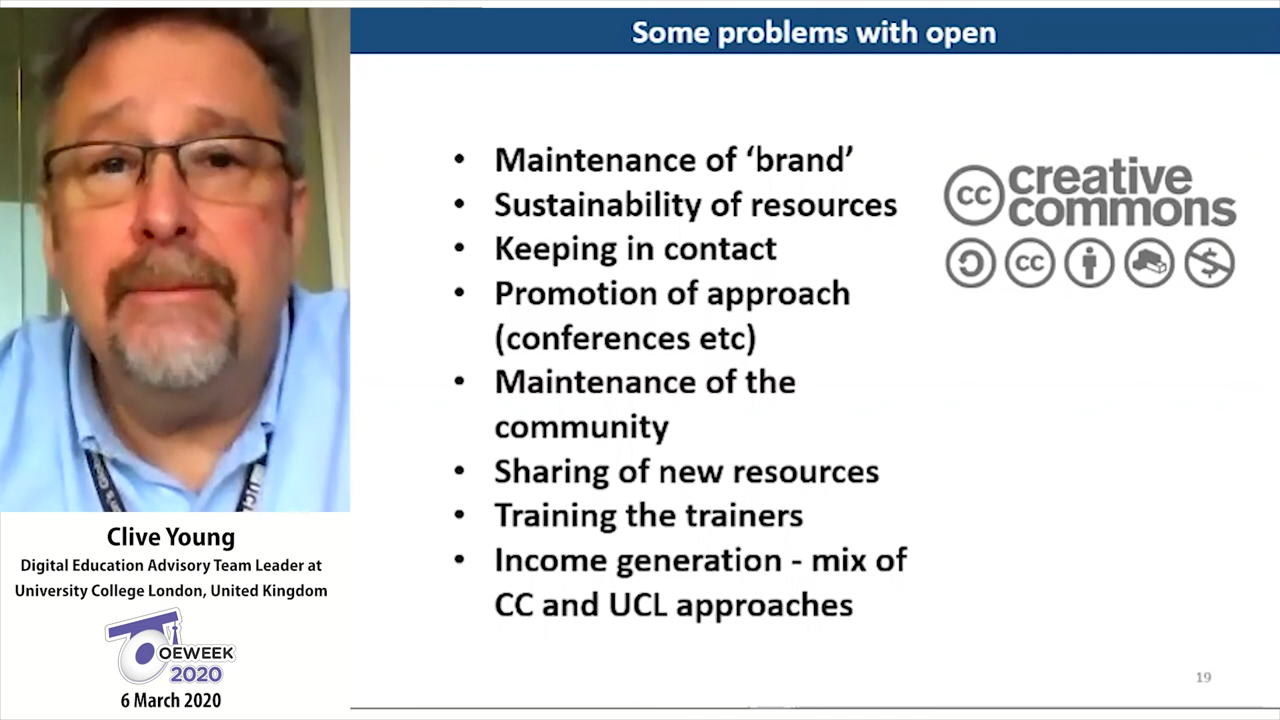 Some problems with open
• Maintenance of ‘brand’
• Sustainability of resources
• Keeping in contact
• Promotion of approach
(conferences etc)
• Maintenance of the
community
• Sharing of new resources
• Training the trainers
• Income generation - mix of
CC and UCL approaches
cc creative
commons
cc
19
UCL
Clive Young
Digital Education Advisory Team Leader at
University College London, United Kingdom
OEWEEK
2020
6 March 2020